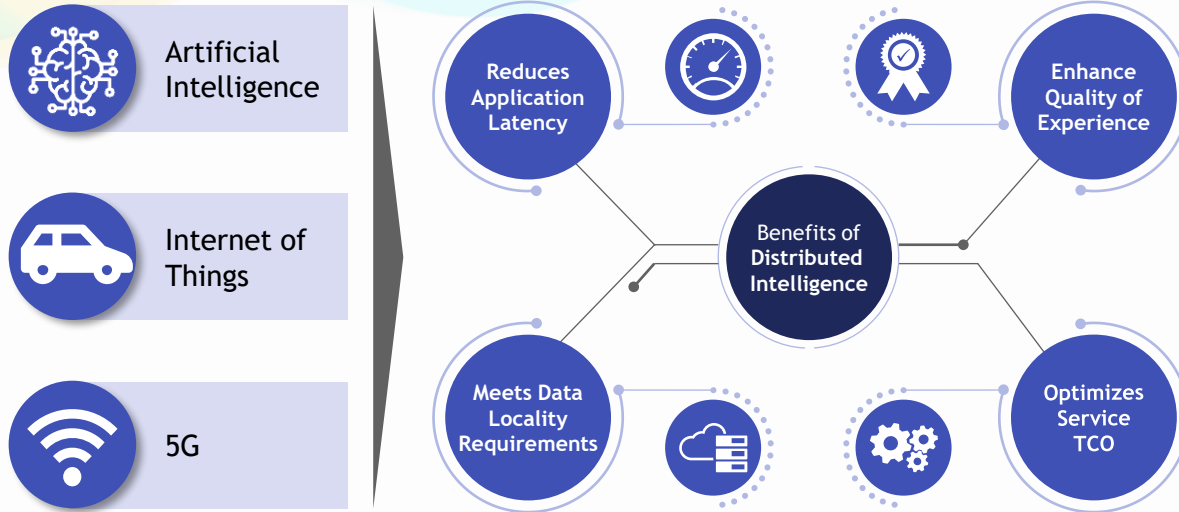 Artificial
Intelligence
Internet of
Things
5G
Reduces
Application
Latency
Enhance
Quality of
Experience
Benefits of
Distributed
Intelligence
Meets Data
Locality
Requirements
Optimizes
Service
TCO